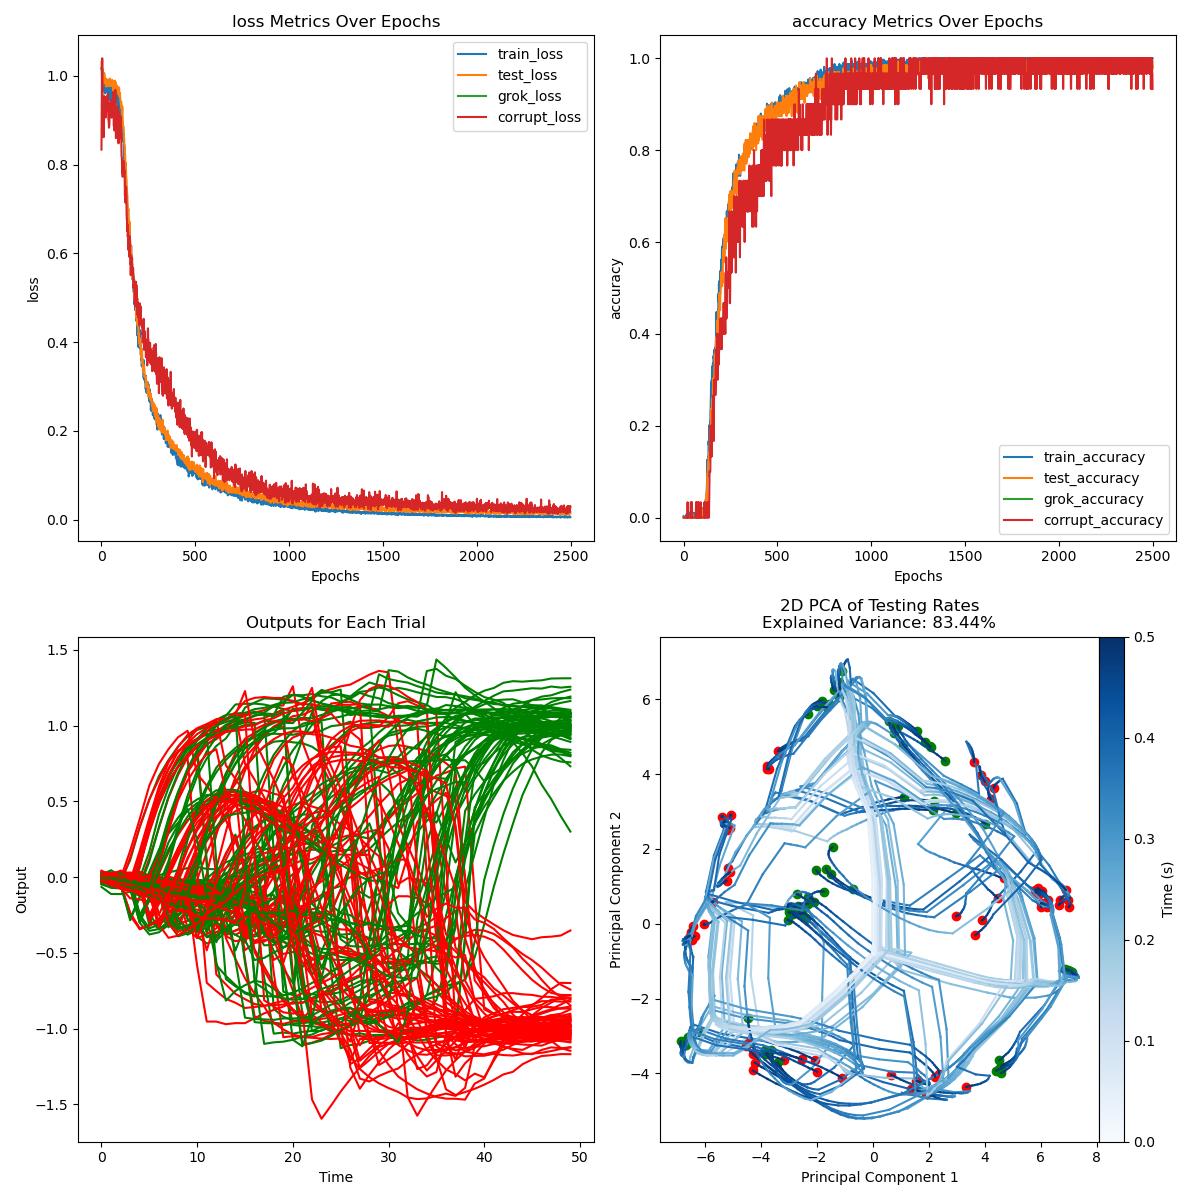 loss Metrics Over Epochs
1.0
0.8
0.6
0.4
0.2
0.0
loss
train_loss
test_loss
grok_loss
corrupt_loss
0 500 1000 1500 2000 2500
Epochs
accuracy Metrics Over Epochs
1.0
0.8
0.6
0.4
0.2
0.0
accuracy
train_accuracy
test_accuracy
grok_accuracy
corrupt_accuracy
0 500 1000 1500 2000 2500
Epochs
Outputs for Each Trial
1.5
1.0
0.5
0.0
−0.5
−1.0
−1.5
Output
0 10 20 30 40 50
Time
2D PCA of Testing Rates
Explained Variance: 83.44%
6
4
2
0
−2
−4
Principal Component 2
−6 −4 −2 0 2 4 6 8
Principal Component 1
0.5
0.4
0.3
0.2
0.1
0.0
Time (s)